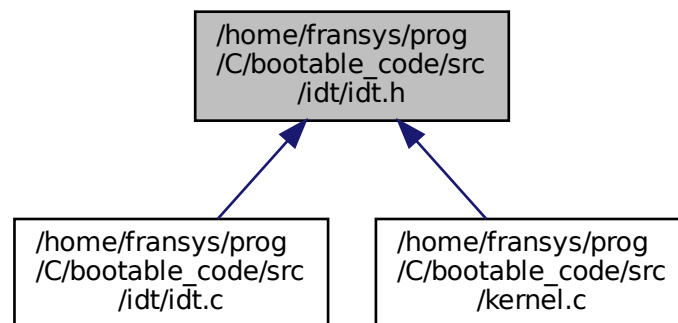 /home/fransys/prog
/C/bootable_code/src
/idt/idt.h
/home/fransys/prog
/C/bootable_code/src
/idt/idt.c
/home/fransys/prog
/C/bootable_code/src
/kernel.c